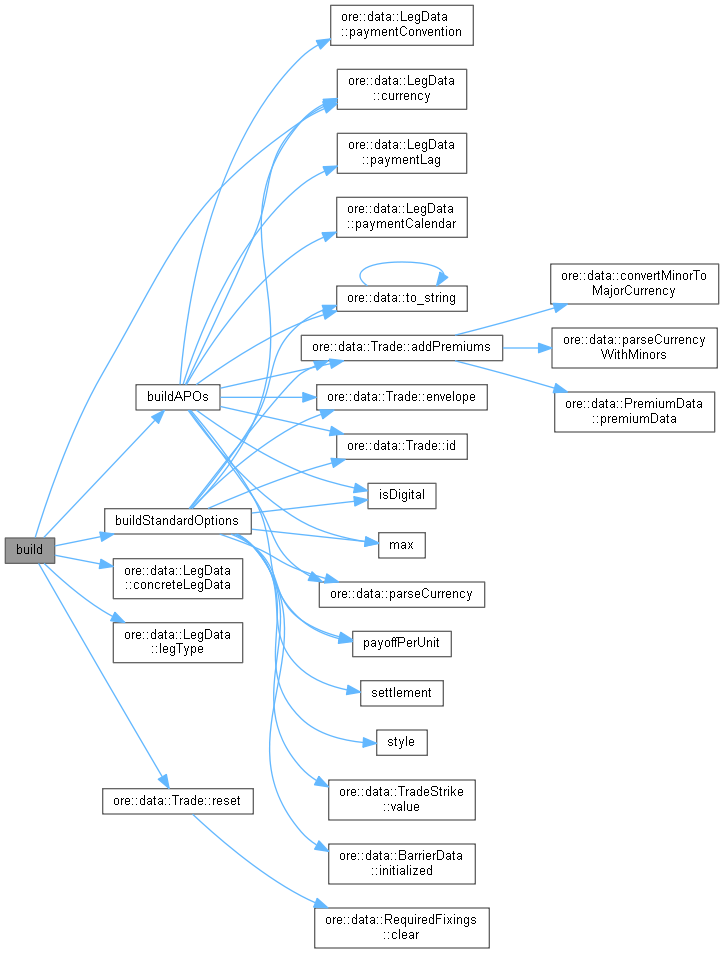 ore::data::LegData
::paymentConvention
ore::data::LegData
::currency
ore::data::LegData
::paymentLag
ore::data::LegData
::paymentCalendar
ore::data::to_string
ore::data::convertMinorTo
MajorCurrency
ore::data::Trade::addPremiums
ore::data::parseCurrency
WithMinors
buildAPOs
ore::data::Trade::envelope
ore::data::PremiumData
::premiumData
ore::data::Trade::id
isDigital
buildStandardOptions
max
build
ore::data::LegData
::concreteLegData
ore::data::parseCurrency
ore::data::LegData
::legType
payoffPerUnit
settlement
style
ore::data::Trade::reset
ore::data::TradeStrike
::value
ore::data::BarrierData
::initialized
ore::data::RequiredFixings
::clear